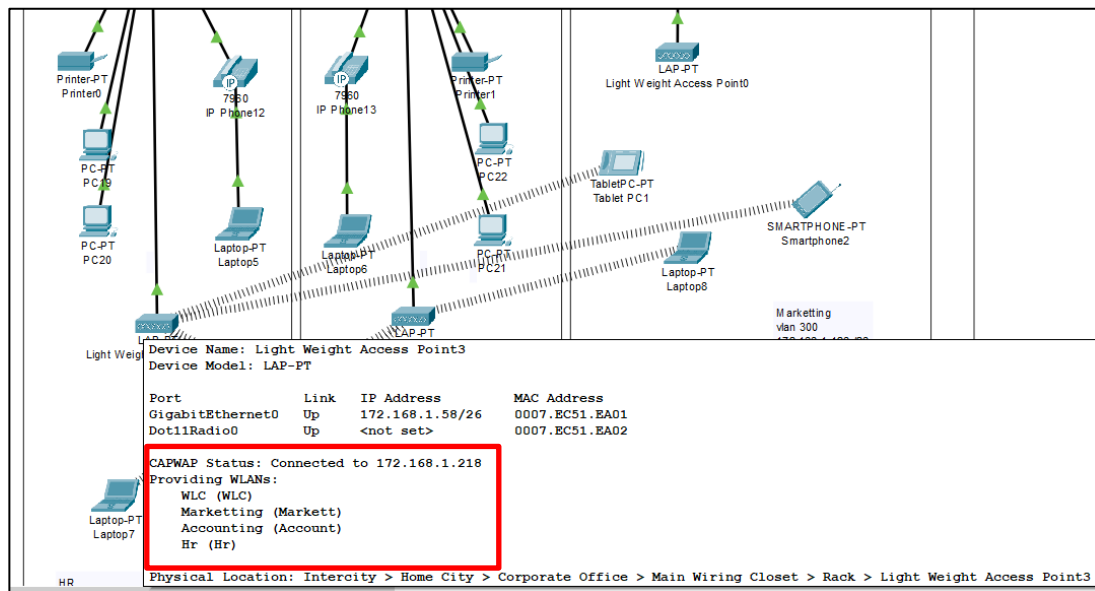 Printer-PT
Printer0
IP
7960
IP Phone12
IP
7960
IP Phone13
Printer-PT
Printer1
LAP-PT
Light Weight Access Point0
PC-PT
PC19
PC-PT
PC22
TabletPC-PT
Tablet PC1
SMARTPHONE-PT
Smartphone2
PC-PT
PC20
Laptop-PT
Laptop5
Laptop-PT
Laptop6
PC-PT
PC21
Laptop-PT
Laptop8
Marketting
vlan 300
LAP-PT
LAP-PT
Light Weig
Device Name: Light Weight Access Point3
Device Model: LAP-PT
Port Link IP Address MAC Address
GigabitEthernet0 Up 172.168.1.58/26 0007.EC51.EA01
Dot11Radio0 Up <not set> 0007.EC51.EA02
CAPWAP Status: Connected to 172.168.1.218
Providing WLANs:
WLC (WLC)
Marketting (Markett)
Accounting (Account)
Hr (Hr)
Laptop-PT
Laptop7
Physical Location: Intercity > Home City > Corporate Office > Main Wiring Closet > Rack > Light Weight Access Point3
HR